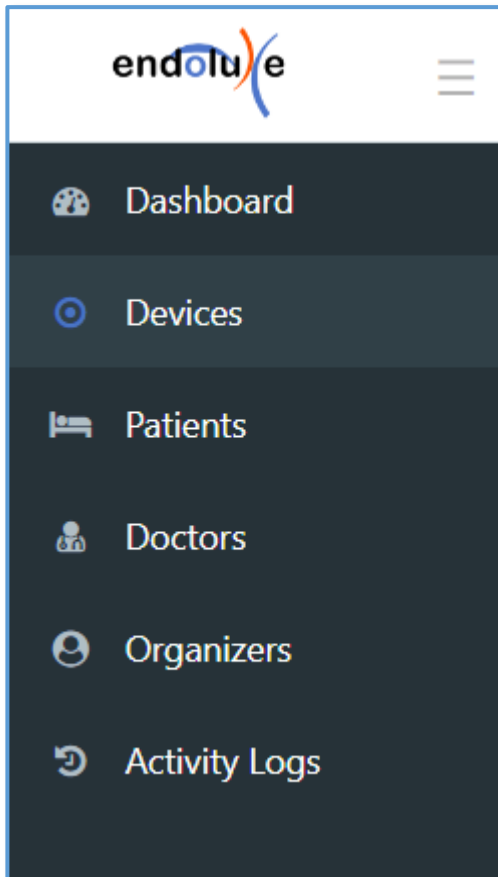 endoluxe
Dashboard
Devices
Patients
Doctors
Organizers
Activity Logs